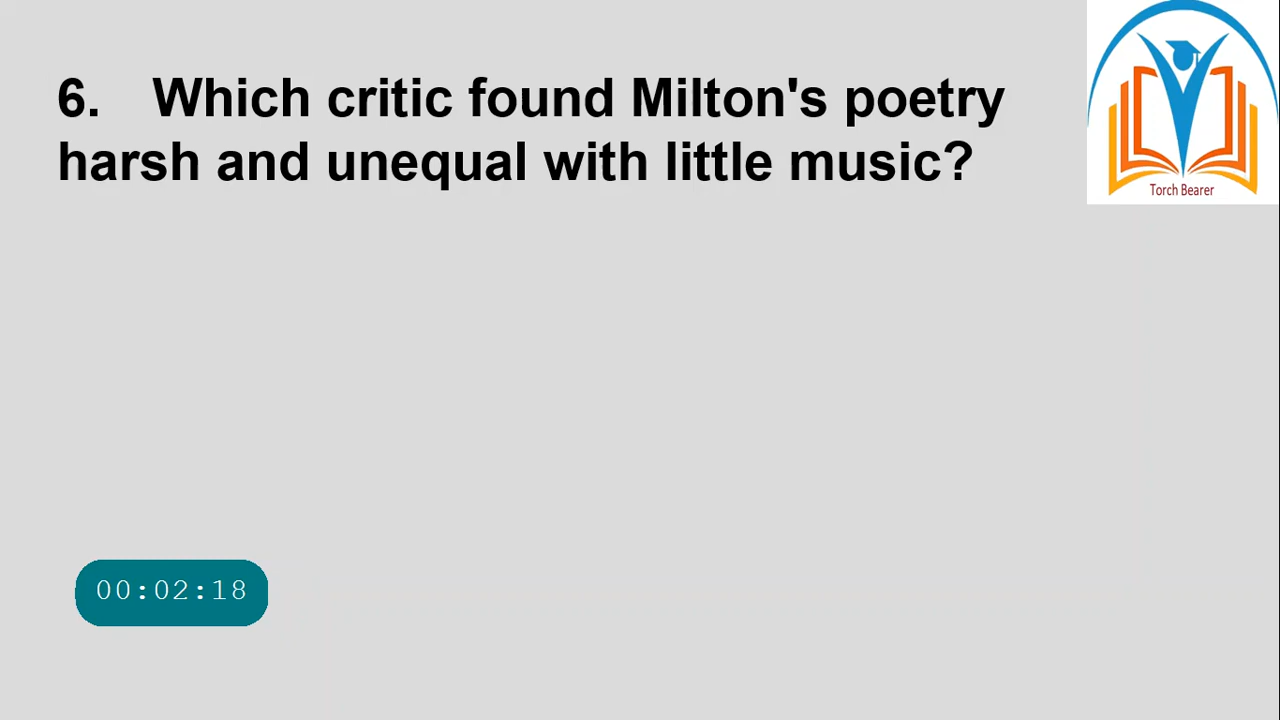 6. Which critic found Milton's poetry
harsh and unequal with little music?
Torch Bearer
00:02:18